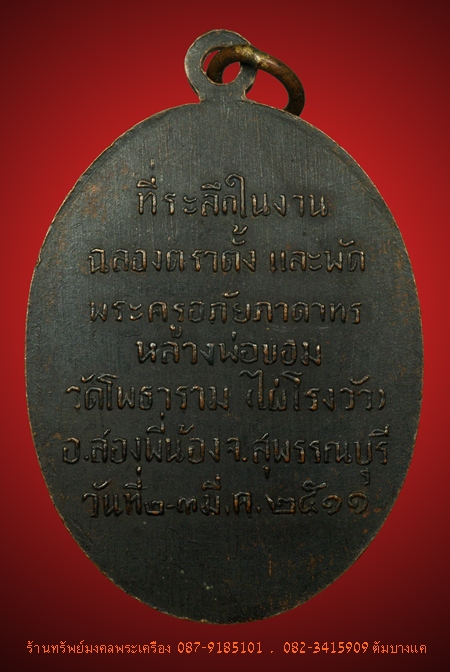 ที่ระลึกในงาน
ฉลองตราตั้ง และพัด
พระครูอภัยภาดาทร
หลวงพ่อขอม
วัดโพธาราม (ไผ่โรงวัว)
อ.สองพี่น้อง จ.สุพรรณบุรี
วันที่ ๒-๓ มี.ค. ๒๕๑๑
ร้านทรัพย์มงคลพระเครื่อง 087-9185101 . 082-3415909 ตั้มบางแค